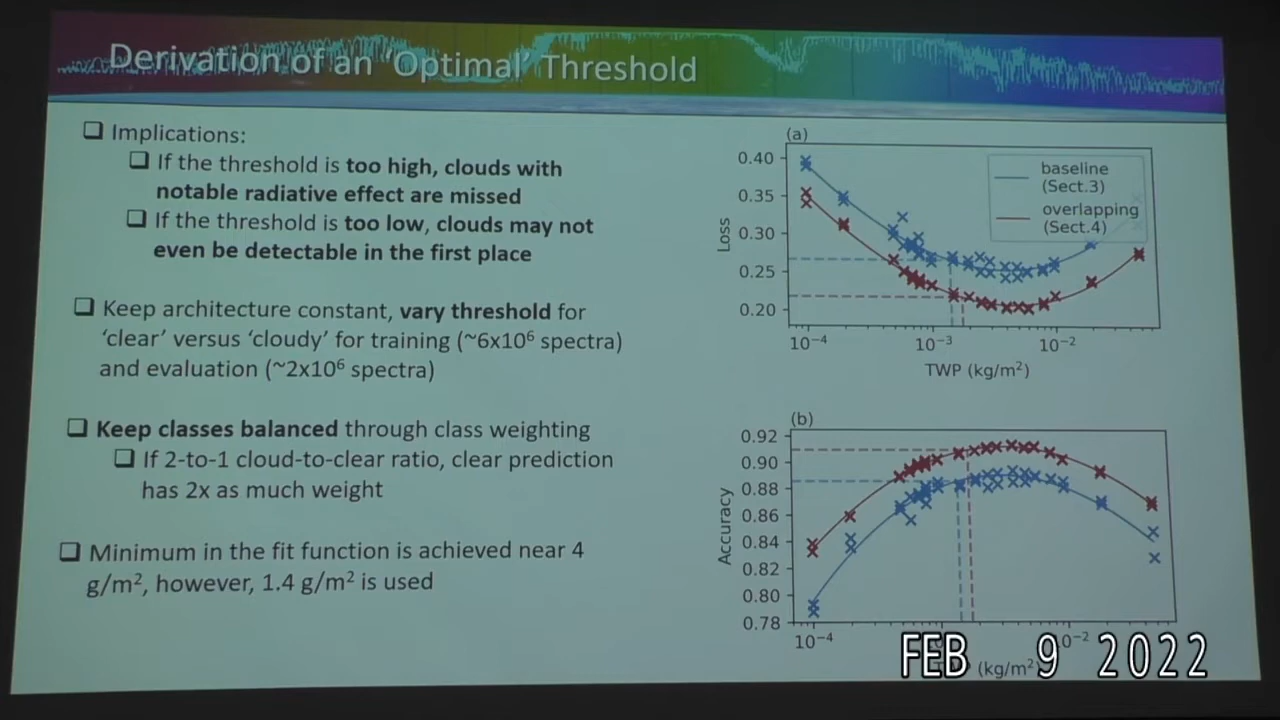 Derivation of an 'Optimal' Threshold
❑ Implications:
❑ If the threshold is too high, clouds with
notable radiative effect are missed
❑ If the threshold is too low, clouds may not
even be detectable in the first place
❑ Keep architecture constant, vary threshold for
'clear' versus 'cloudy' for training (~6x10⁶ spectra)
and evaluation (~2x10⁶ spectra)
❑ Keep classes balanced through class weighting
❑ If 2-to-1 cloud-to-clear ratio, clear prediction
has 2x as much weight
❑ Minimum in the fit function is achieved near 4
g/m², however, 1.4 g/m² is used
(a)
0.40
0.35
0.30
0.25
0.20
Loss
baseline
(Sect.3)
overlapping
(Sect.4)
10⁻⁴ 10⁻³ 10⁻²
TWP (kg/m²)
(b)
0.92
0.90
0.88
0.86
0.84
0.82
0.80
0.78
Accuracy
10⁻⁴ 10⁻²
(kg/m²
FEB 9 2022